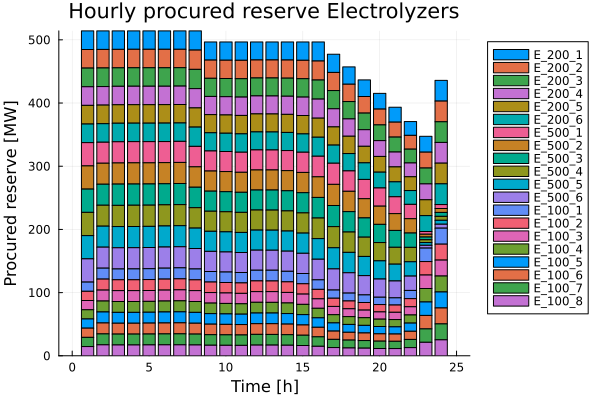 Hourly procured reserve Electrolyzers
Procured reserve [MW]
500
400
300
200
100
0
0 5 10 15 20 25
Time [h]
E_200_1
E_200_2
E_200_3
E_200_4
E_200_5
E_200_6
E_500_1
E_500_2
E_500_3
E_500_4
E_500_5
E_500_6
E_100_1
E_100_2
E_100_3
E_100_4
E_100_5
E_100_6
E_100_7
E_100_8